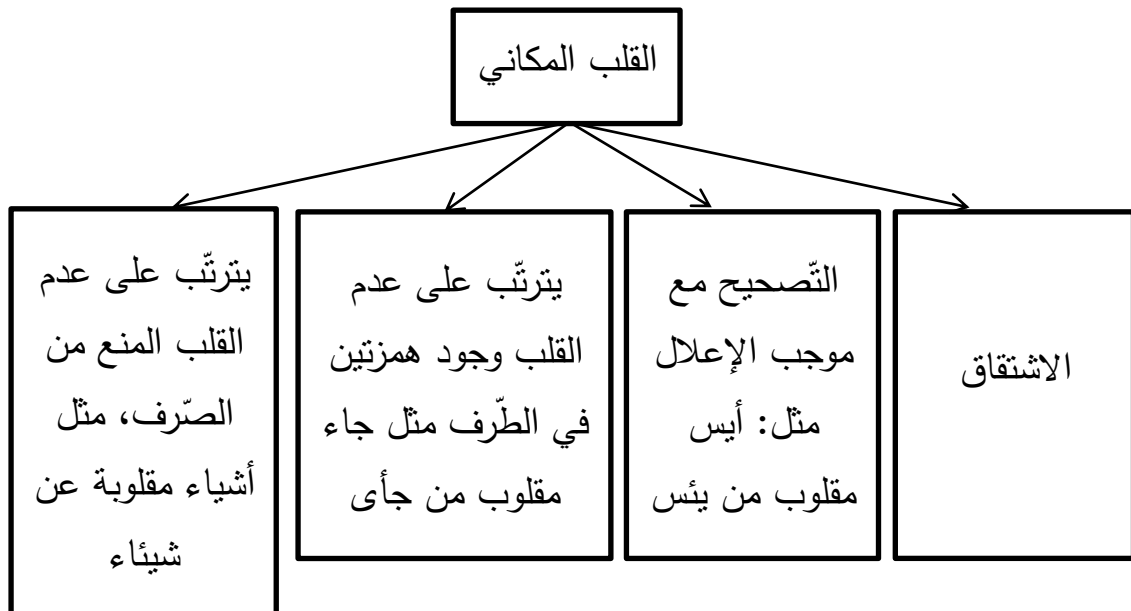 القلب المكاني
الاشتقاق
التّصحيح مع
موجب الإعلال
مثل: أيس
مقلوب من يئس
يترتّب على عدم
القلب وجود همزتين
في الطّرف مثل جاء
مقلوب من جأى
يترتّب على عدم
القلب المنع من
الصّرف، مثل
أشياء مقلوبة عن
شيئاء